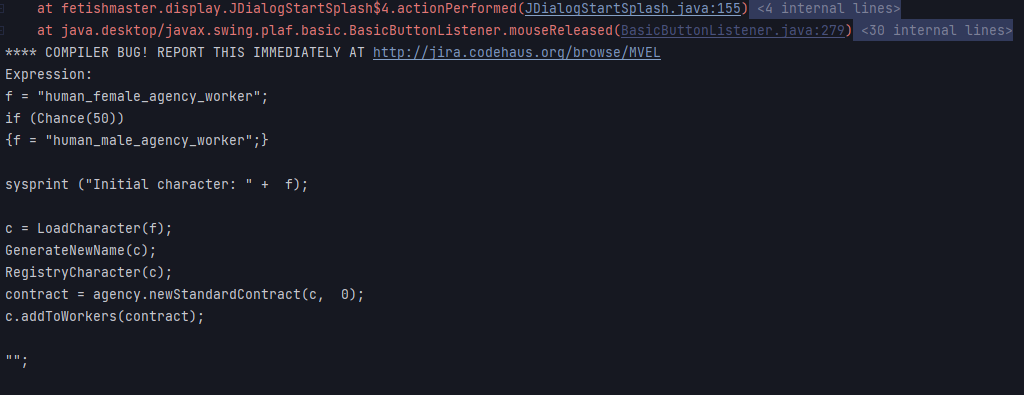 at fetishmaster.display.JDialogStartSplash$4.actionPerformed(JDialogStartSplash.java:155) <4 internal lines>
at java.desktop/javax.swing.plaf.basic.BasicButtonListener.mouseReleased(BasicButtonListener.java:279) <30 internal lines>
**** COMPILER BUG! REPORT THIS IMMEDIATELY AT http://jira.codehaus.org/browse/MVEL
Expression:
f = "human_female_agency_worker";
if (Chance(50))
{f = "human_male_agency_worker";}
sysprint ("Initial character: " +  f);
c = LoadCharacter(f);
GenerateNewName(c);
RegistryCharacter(c);
contract = agency.newStandardContract(c,  0);
c.addToWorkers(contract);
"";